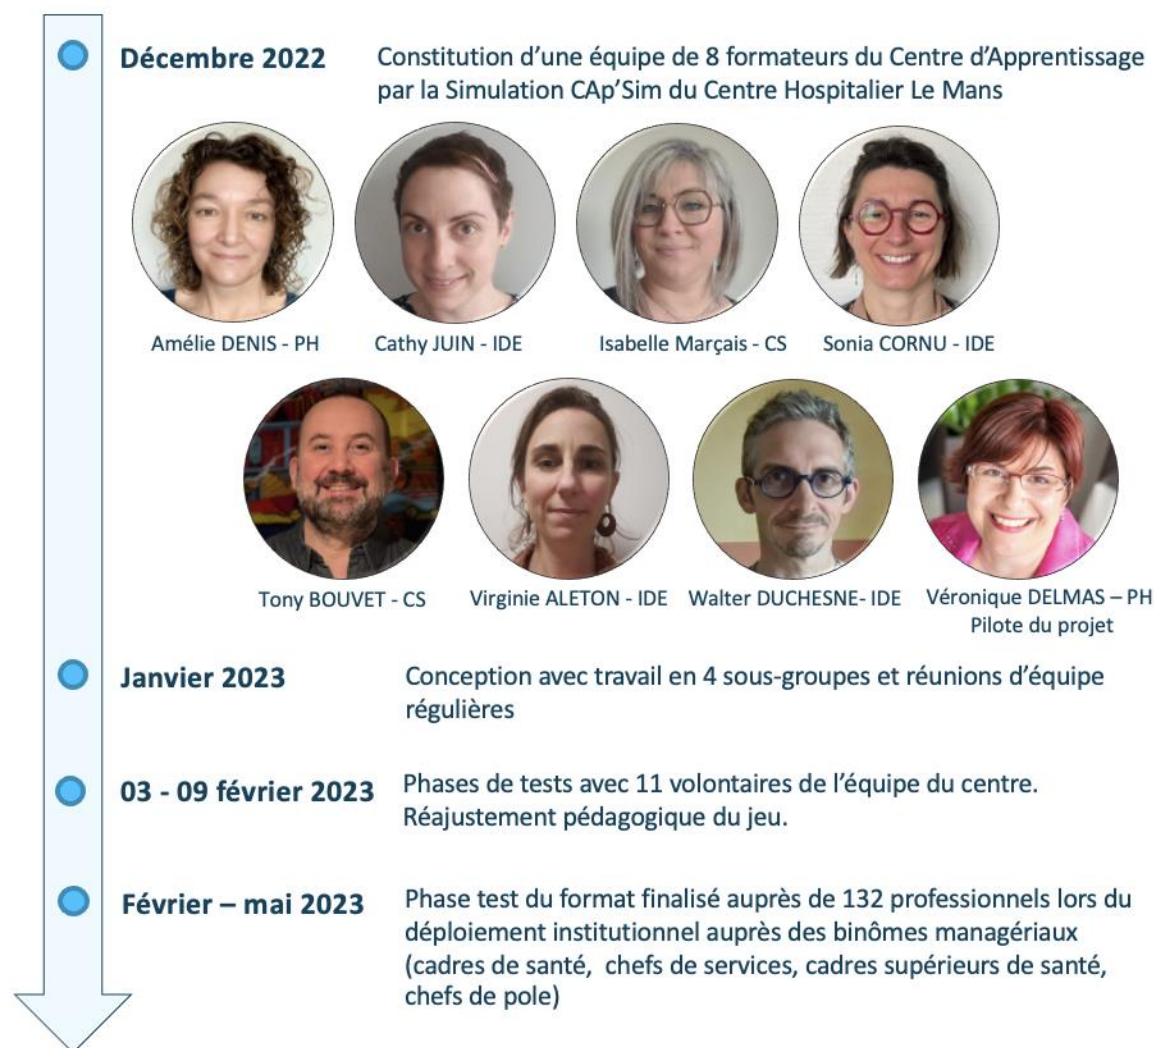 Décembre 2022
Constitution d’une équipe de 8 formateurs du Centre d’Apprentissage
par la Simulation CAp’Sim du Centre Hospitalier Le Mans
Amélie DENIS - PH
Cathy JUIN - IDE
Isabelle Marçais - CS
Sonia CORNU - IDE
Tony BOUVET - CS
Virginie ALETON - IDE
Walter DUCHESNE- IDE
Véronique DELMAS – PH
Pilote du projet
Janvier 2023
Conception avec travail en 4 sous-groupes et réunions d’équipe
régulières
03 - 09 février 2023
Phases de tests avec 11 volontaires de l’équipe du centre.
Réajustement pédagogique du jeu.
Février – mai 2023
Phase test du format finalisé auprès de 132 professionnels lors du
déploiement institutionnel auprès des binômes managériaux
(cadres de santé,  chefs de services, cadres supérieurs de santé,
chefs de pole)